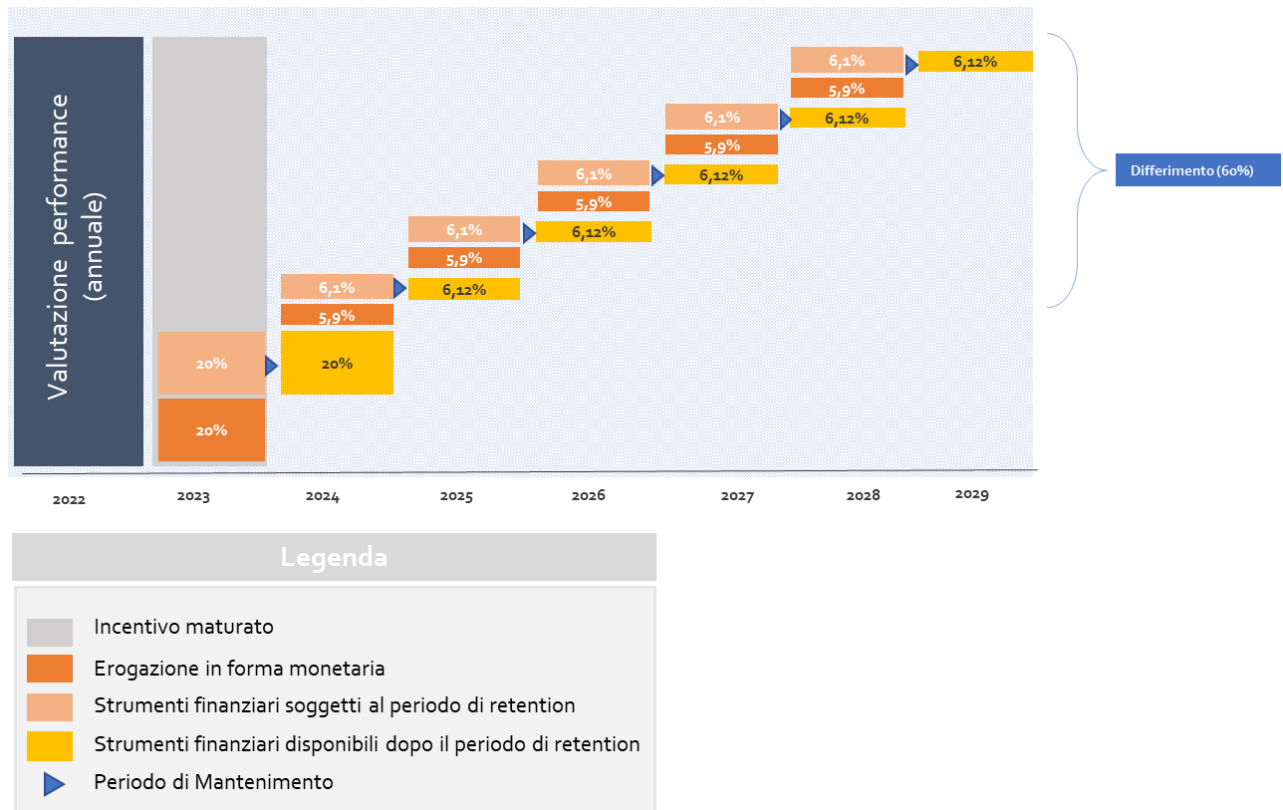 Valutazione performance
(annuale)
6,1%
5,9%
6,12%
6,12%
6,1%
5,9%
6,12%
6,1%
5,9%
6,12%
6,1%
5,9%
6,12%
6,1%
5,9%
20%
20%
20%
Differimento (60%)
2022
2023
2024
2025
2026
2027
2028
2029
Legenda
Incentivo maturato
Erogazione in forma monetaria
Strumenti finanziari soggetti al periodo di retention
Strumenti finanziari disponibili dopo il periodo di retention
Periodo di Mantenimento